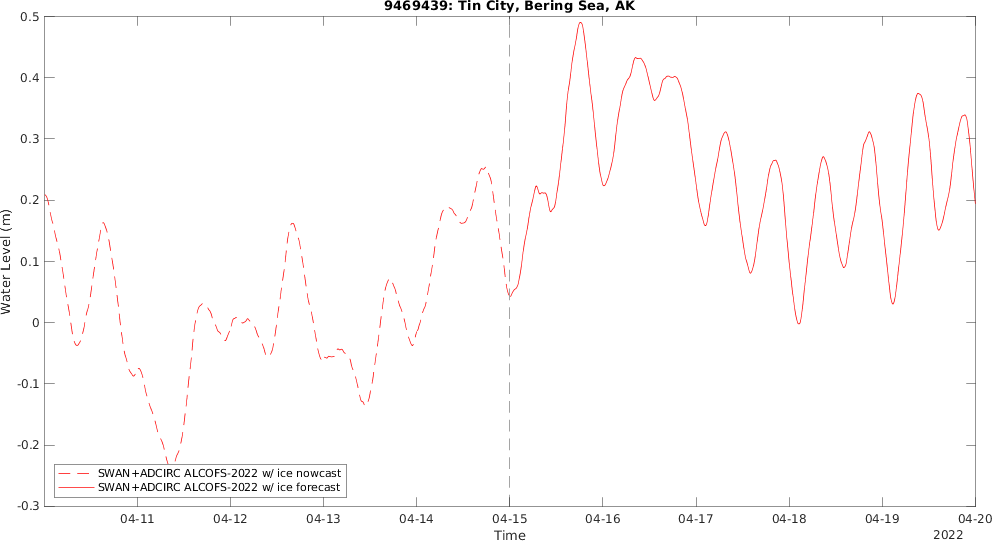 9469439: Tin City, Bering Sea, AK
0.5
0.4
0.3
0.2
0.1
0
-0.1
-0.2
-0.3
Water Level (m)
SWAN+ADCIRC ALCOFS-2022 w/ ice nowcast
SWAN+ADCIRC ALCOFS-2022 w/ ice forecast
04-11 04-12 04-13 04-14 04-15 04-16 04-17 04-18 04-19 04-20
Time
2022